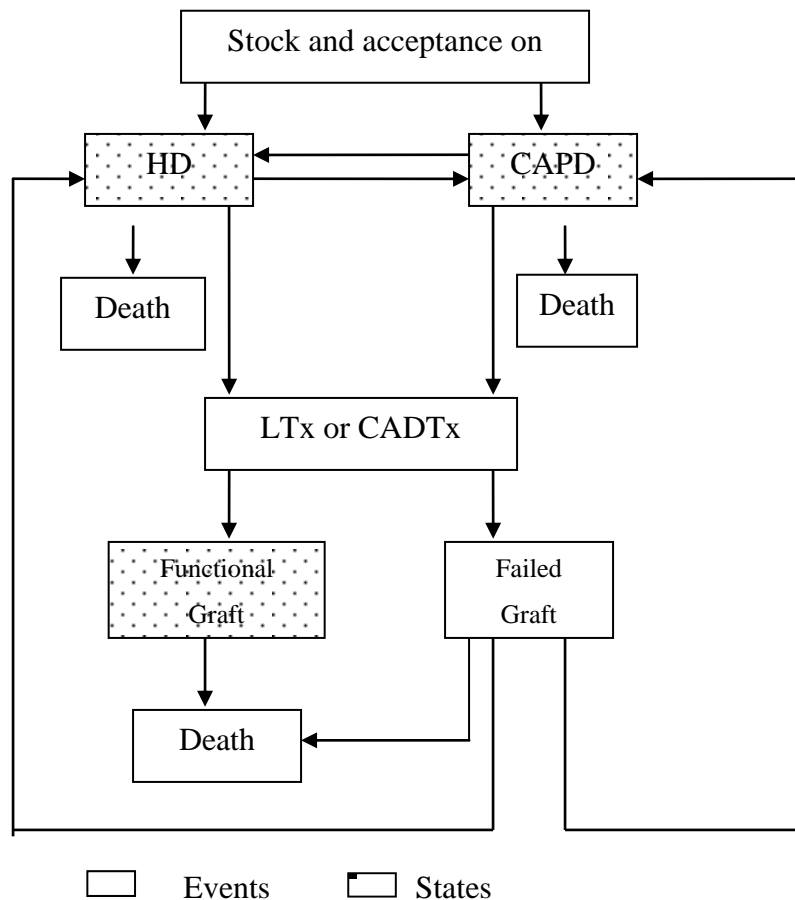 Stock and acceptance on
HD
CAPD
Death
Death
LTx or CADTx
Functional
Graft
Failed
Graft
Death
Events
States